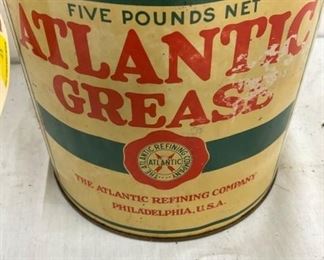 FIVE POUNDS NET
ATLANTIC
GREASE
THE ATLANTIC REFINING COMPANY
ATLANTIC
THE ATLANTIC REFINING COMPANY
PHILADELPHIA, U.S.A.